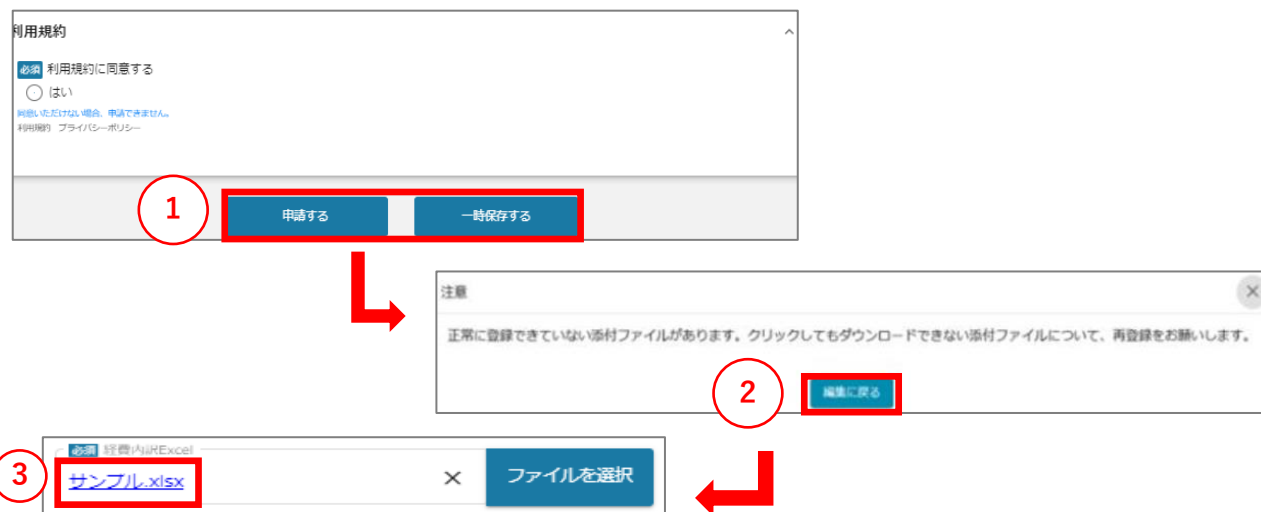 利用規約
必須 利用規約に同意する
はい
同意いただけない場合、申請できません。
利用規約 プライバシーポリシー
1
申請する
一時保存する
注意
正常に登録できていない添付ファイルがあります。クリックしてもダウンロードできない添付ファイルについて、再登録をお願いします。
2
編集に戻る
必須 経費内訳Excel
3
サンプル.xlsx
ファイルを選択